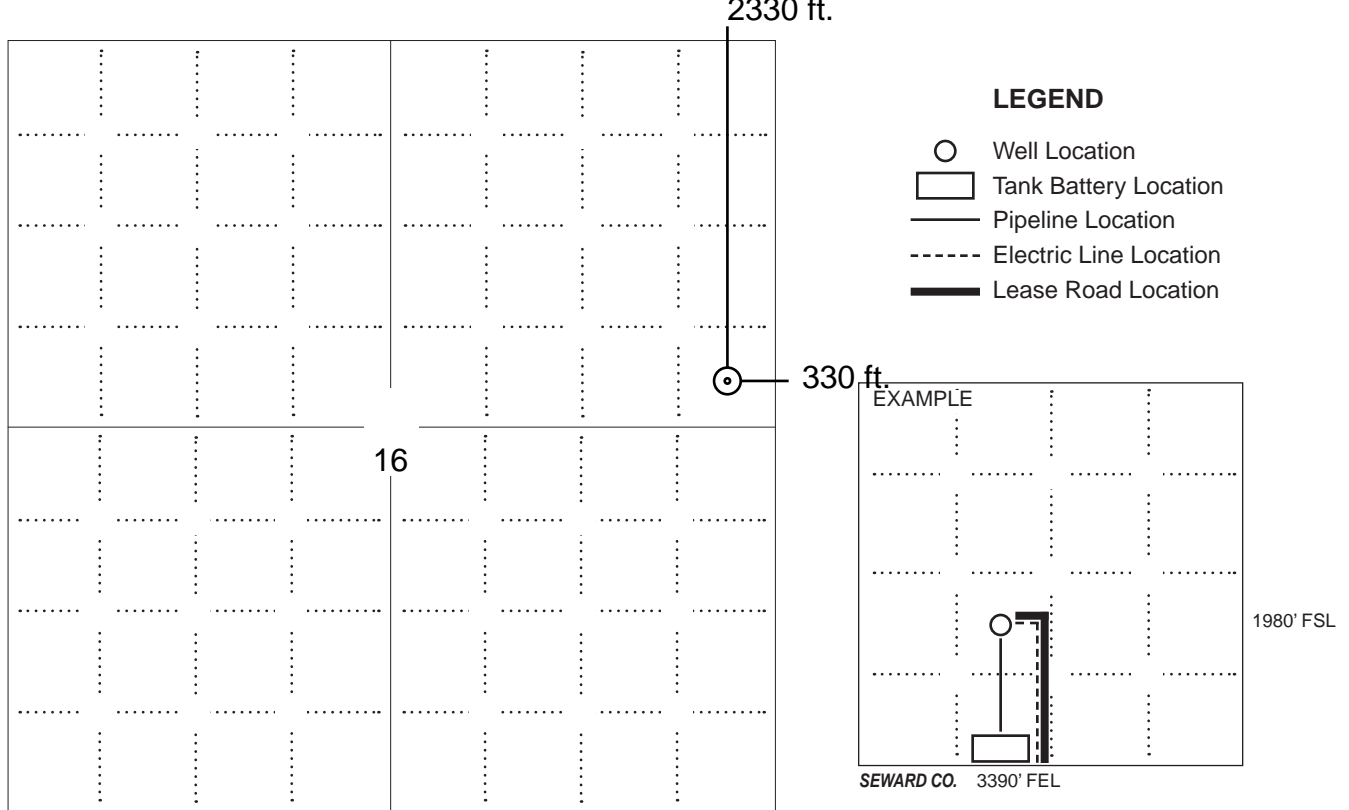 2330 ft.
LEGEND
Well Location
Tank Battery Location
Pipeline Location
Electric Line Location
Lease Road Location
330 ft.
EXAMPLE
16
1980' FSL
SEWARD CO. 3390' FEL